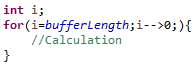 int i;
for(i=bufferLength;i-->0;){
    //Calculation
}